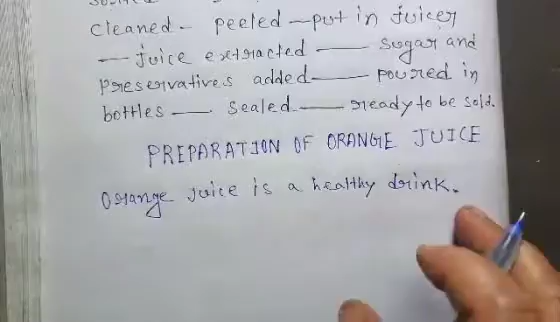 cleaned - peeled - put in juicer
- juice extracted - sugar and
preservatives added - poured in
bottles - sealed - ready to be sold.
PREPARATION OF ORANGE JUICE
Orange juice is a healthy drink.